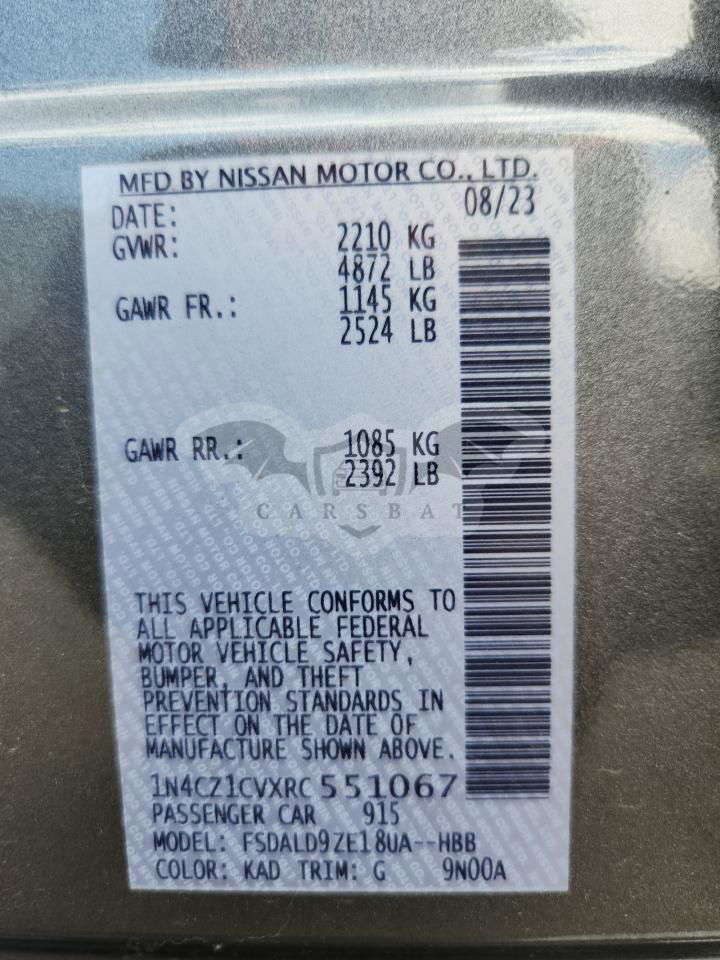 MFD BY NISSAN MOTOR CO., LTD.
DATE: 08/23
GVWR: 2210 KG
4872 LB
GAWR FR.: 1145 KG
2524 LB
GAWR RR.: 1085 KG
2392 LB
CARSBAT
THIS VEHICLE CONFORMS TO
ALL APPLICABLE FEDERAL
MOTOR VEHICLE SAFETY,
BUMPER, AND THEFT
PREVENTION STANDARDS IN
EFFECT ON THE DATE OF
MANUFACTURE SHOWN ABOVE.
1N4CZ1CVXRC551067
PASSENGER CAR 915
MODEL: FSDALD9ZE18UA--HBB
COLOR: KAD TRIM: G 9N00A